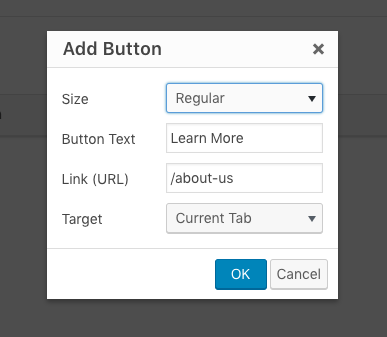 Add Button ×
Size Regular
Button Text Learn More
Link (URL) /about-us
Target Current Tab
OK Cancel